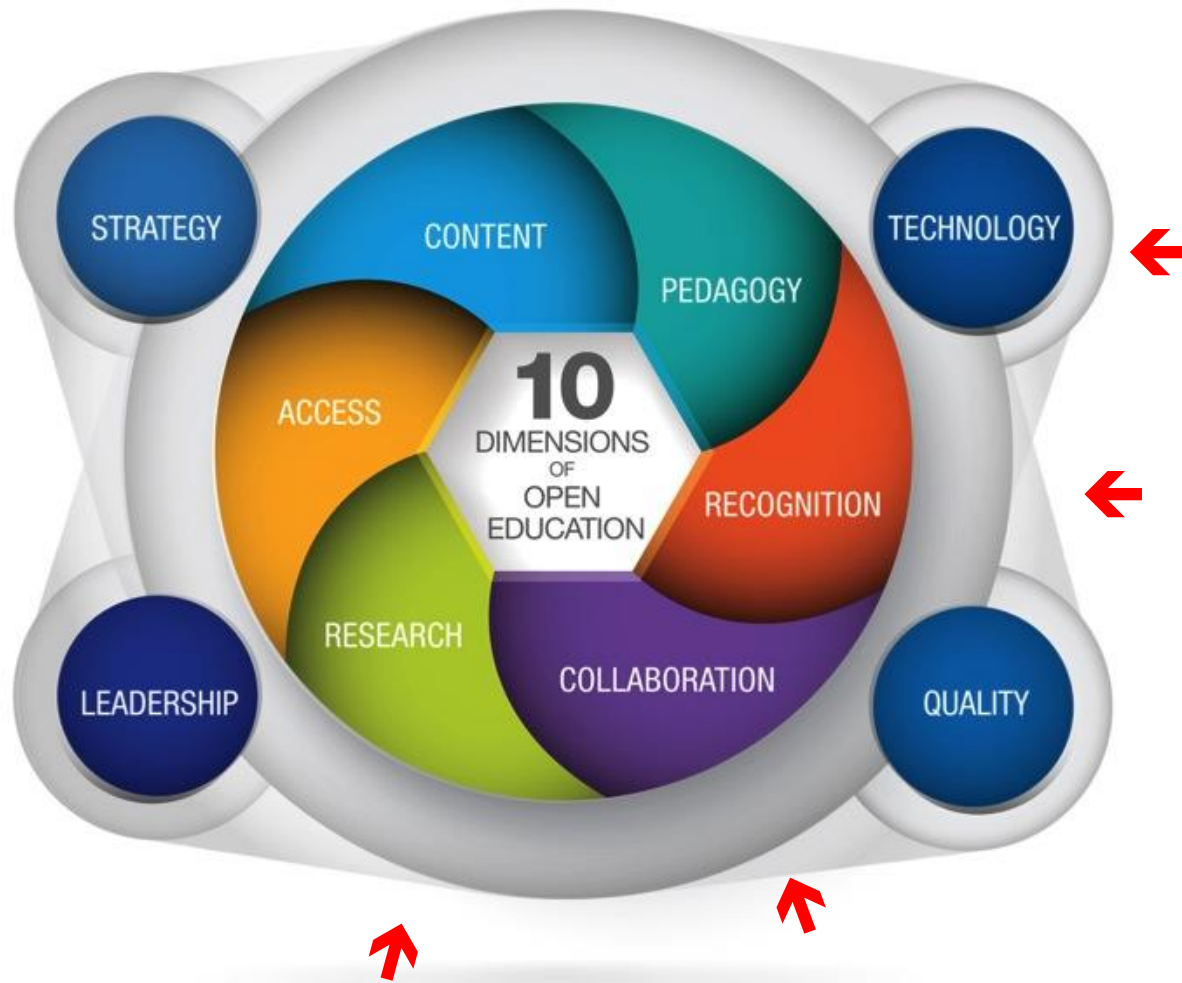 STRATEGY
CONTENT
TECHNOLOGY
PEDAGOGY
ACCESS
10
DIMENSIONS
OF
OPEN
EDUCATION
RECOGNITION
RESEARCH
COLLABORATION
LEADERSHIP
QUALITY